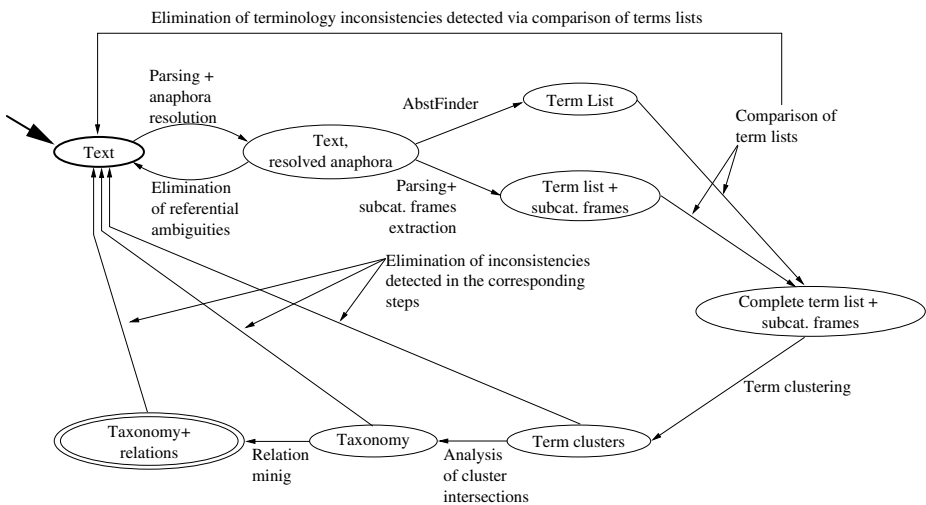 Elimination of terminology inconsistencies detected via comparison of terms lists
Parsing +
anaphora
resolution
AbstFinder
Term List
Comparison of
term lists
Text
Text,
resolved anaphora
Elimination
of referential
ambiguities
Parsing+
subcat. frames
extraction
Term list +
subcat. frames
Elimination of inconsistencies
detected in the corresponding
steps
Complete term list +
subcat. frames
Term clustering
Taxonomy+
relations
Relation
minig
Taxonomy
Analysis
of cluster
intersections
Term clusters